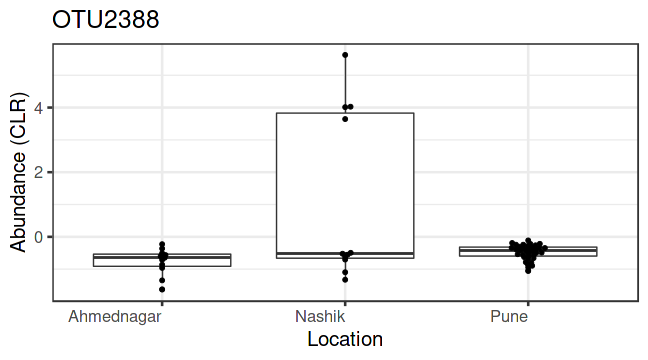 OTU2388
Abundance (CLR)
4
2
0
Ahmednagar
Nashik
Pune
Location